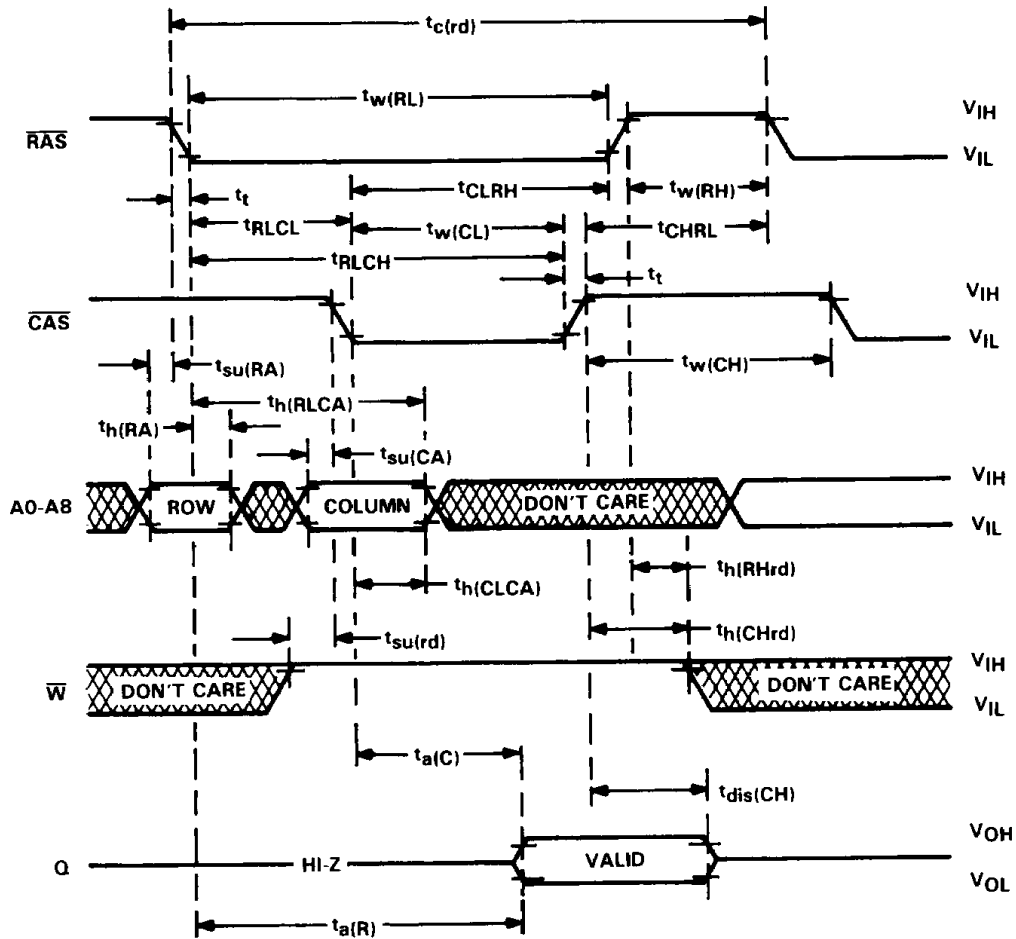 tc(rd)
tw(RL)
RAS
VIH
VIL
tCLRH
tw(RH)
tt
tRLCL
tw(CL)
tCHRL
tRLCH
tt
CAS
VIH
VIL
tsu(RA)
tw(CH)
th(RLCA)
th(RA)
tsu(CA)
A0-A8
ROW
COLUMN
DON'T CARE
VIH
VIL
th(RHrd)
th(CLCA)
tsu(rd)
th(CHrd)
W
DON'T CARE
DON'T CARE
VIH
VIL
ta(C)
tdis(CH)
Q
HI-Z
VALID
VOH
VOL
ta(R)